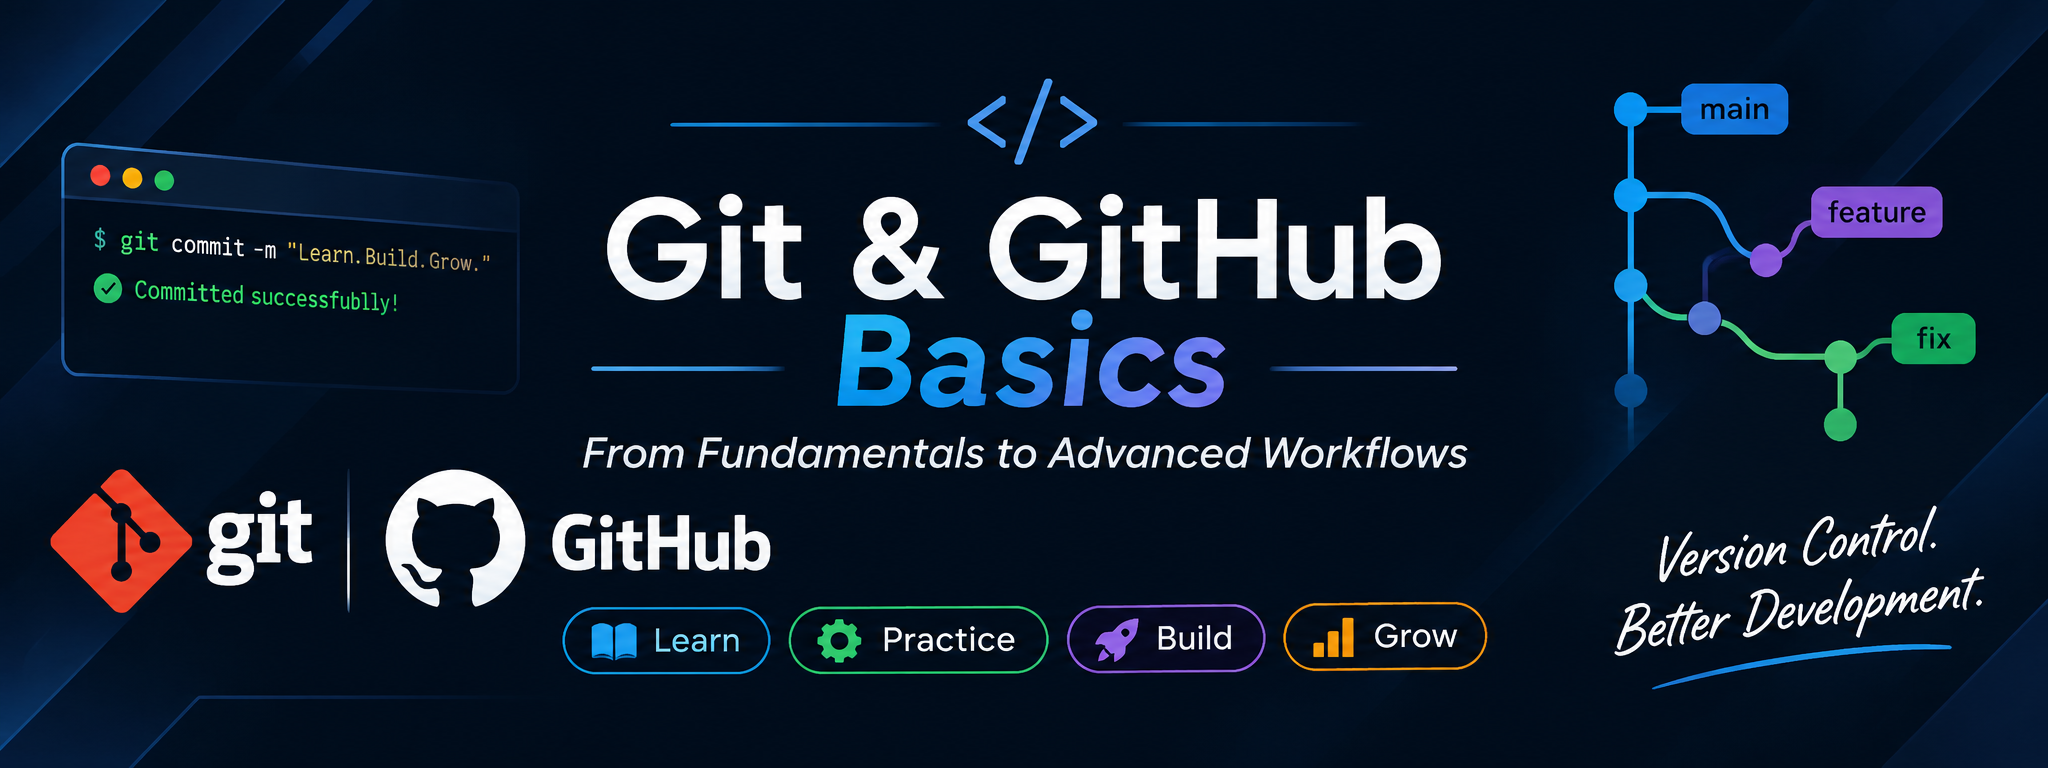 </>
Git & GitHub
Basics
From Fundamentals to Advanced Workflows
$ git commit -m "Learn.Build.Grow."
Committed successfublly!
git
GitHub
Learn
Practice
Build
Grow
main
feature
fix
Version Control.
Better Development.